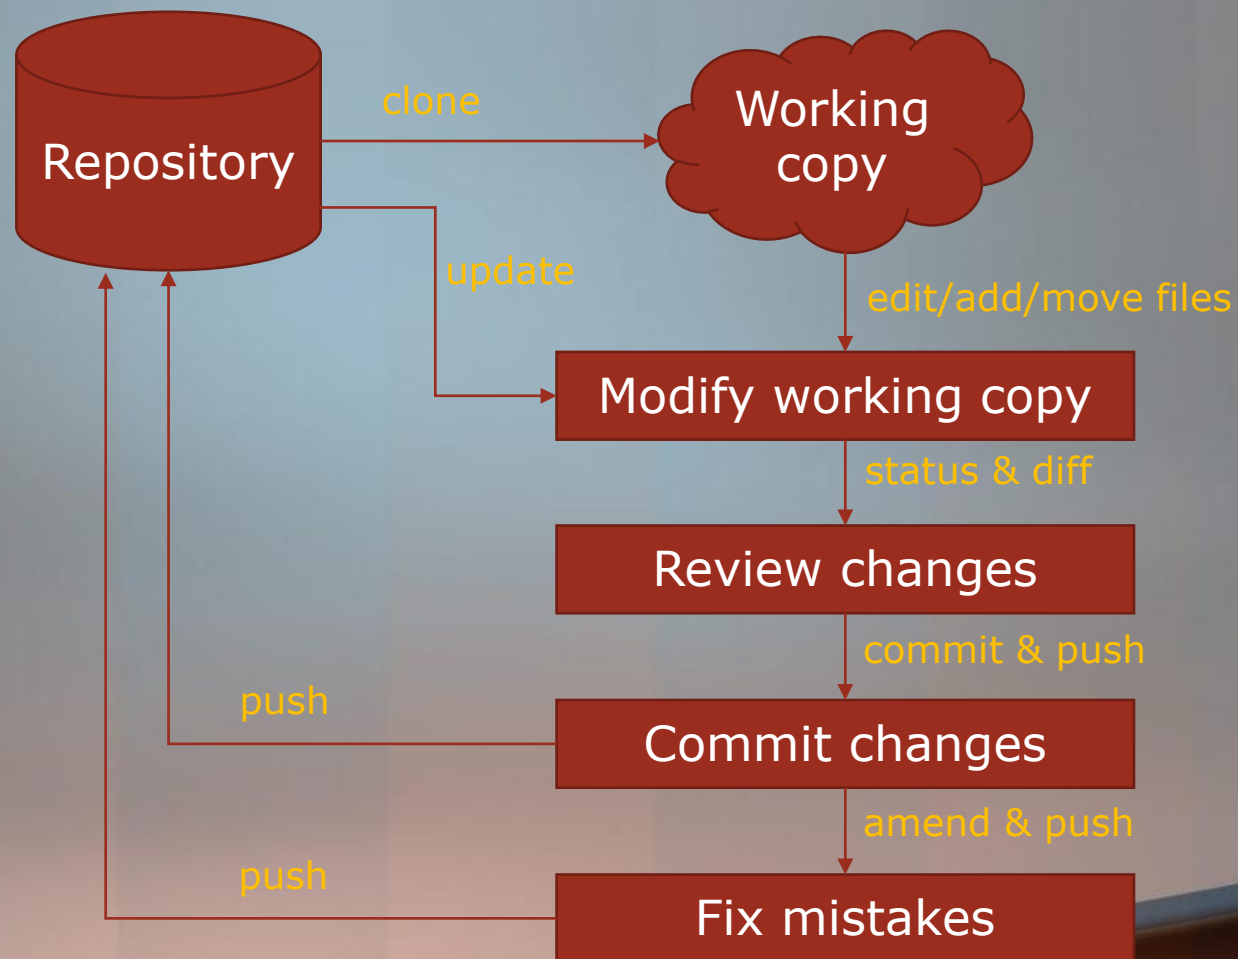 clone
Working
copy
Repository
update
edit/add/move files
Modify working copy
status & diff
Review changes
commit & push
push
Commit changes
amend & push
push
Fix mistakes